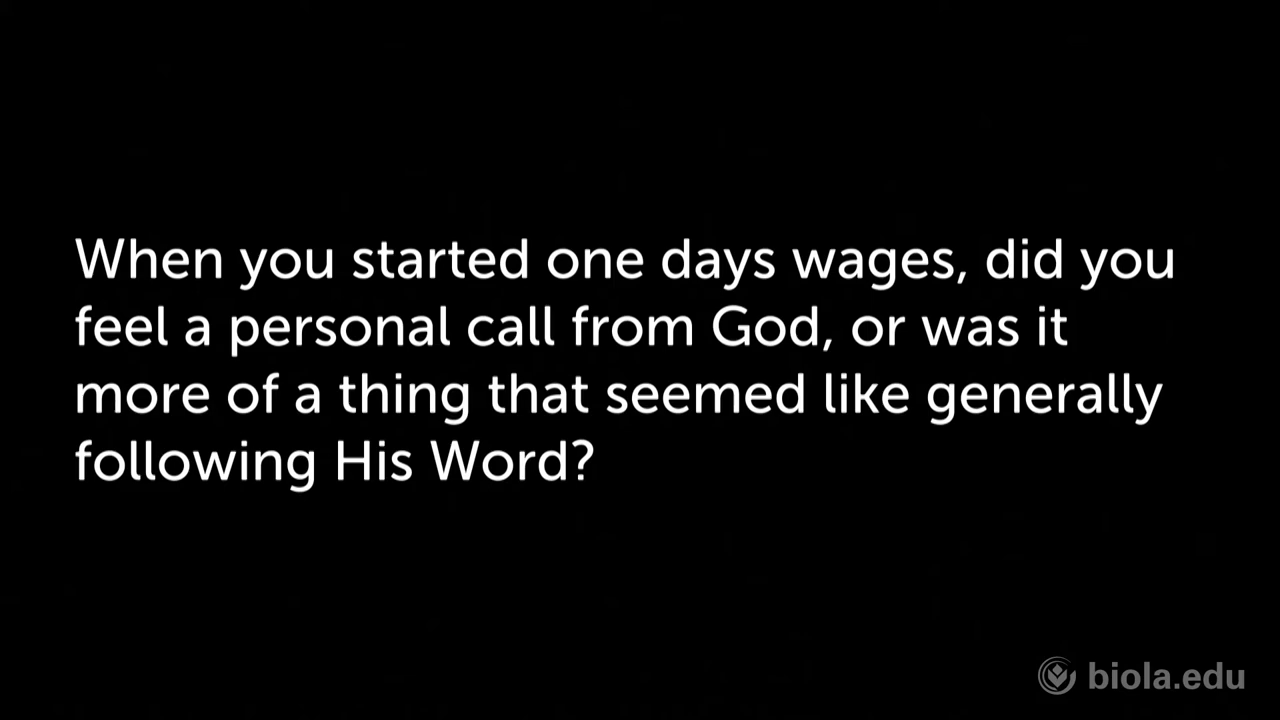 When you started one days wages, did you
feel a personal call from God, or was it
more of a thing that seemed like generally
following His Word?
biola.edu